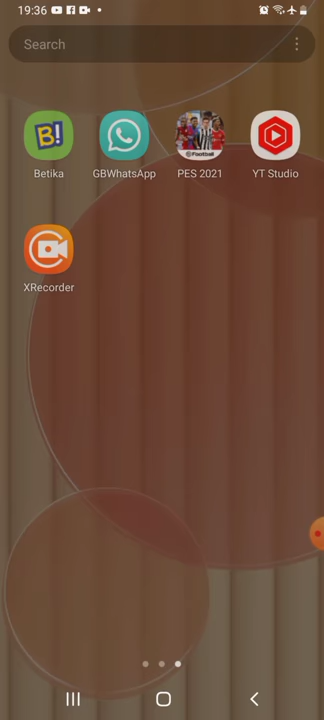 19:36
Search
B!
Betika
GBWhatsApp
PES 2021
YT Studio
XRecorder